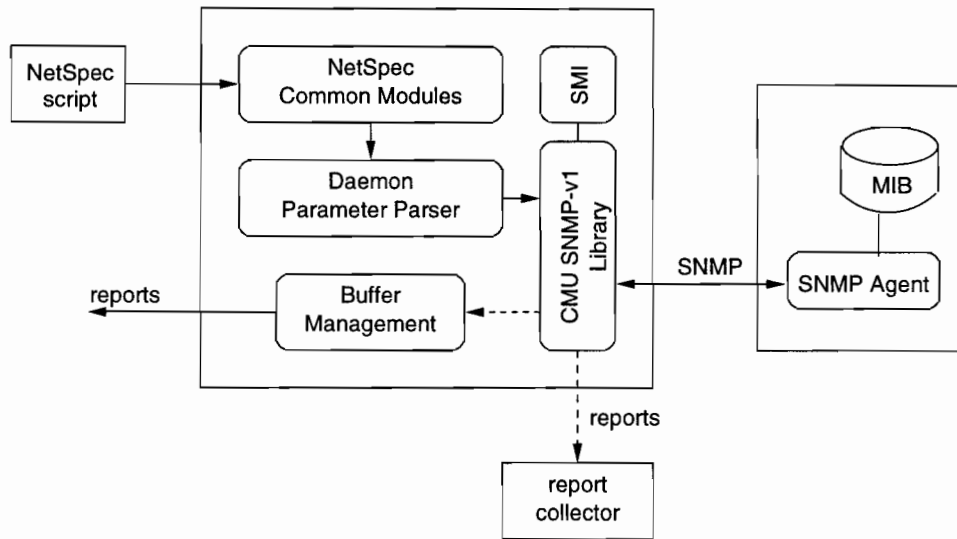 NetSpec
script
NetSpec
Common Modules
SMI
Daemon
Parameter Parser
CMU SNMP-v1
Library
MIB
SNMP
SNMP Agent
reports
Buffer
Management
reports
report
collector